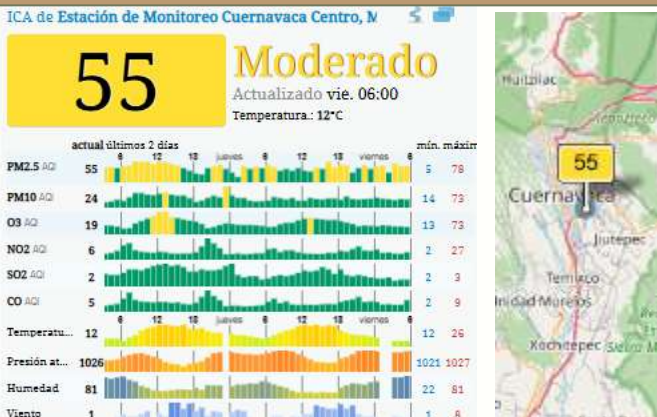 ICA de Estación de Monitoreo Cuernavaca Centro, M
55
Moderado
Actualizado vie. 06:00
Temperatura.: 12°C
actual últimos 2 días mín. máxim
6 12 18 jueves 6 12 18 viernes 6
PM2.5 AQI 55 5 78
PM10 AQI 24 14 73
O3 AQI 19 13 73
NO2 AQI 6 2 27
SO2 AQI 2 2 3
CO AQI 5 2 9
6 12 18 jueves 6 12 18 viernes 6
Temperatu... 12 12 26
Presión at... 1026 1021 1027
Humedad 81 22 81
Viento 1 1 8
Huitzilac
55
Cuernavaca
Jiutepec
Temixco
Unidad Morelos
Xochitepec